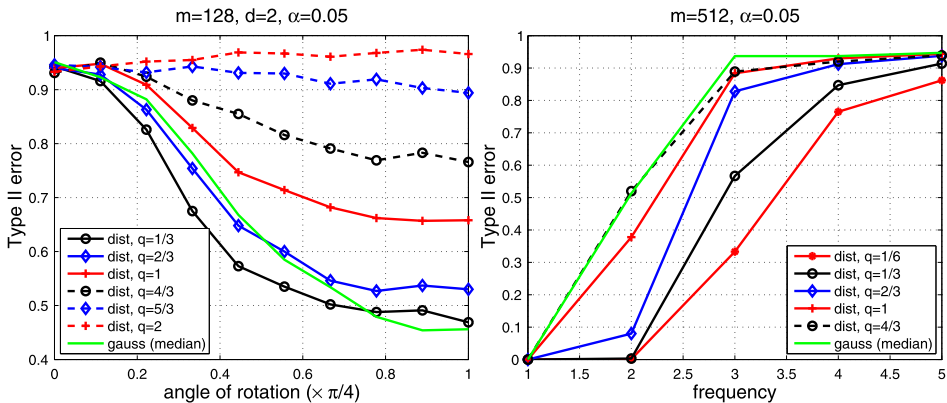 m=128, d=2, α=0.05
Type II error
1
0.9
0.8
0.7
0.6
0.5
0.4
0
0.2
0.4
0.6
0.8
1
angle of rotation (× π/4)
dist, q=1/3
dist, q=2/3
dist, q=1
dist, q=4/3
dist, q=5/3
dist, q=2
gauss (median)
m=512, α=0.05
Type II error
1
0.9
0.8
0.7
0.6
0.5
0.4
0.3
0.2
0.1
0
1
1.5
2
2.5
3
3.5
4
4.5
5
frequency
dist, q=1/6
dist, q=1/3
dist, q=2/3
dist, q=1
dist, q=4/3
gauss (median)